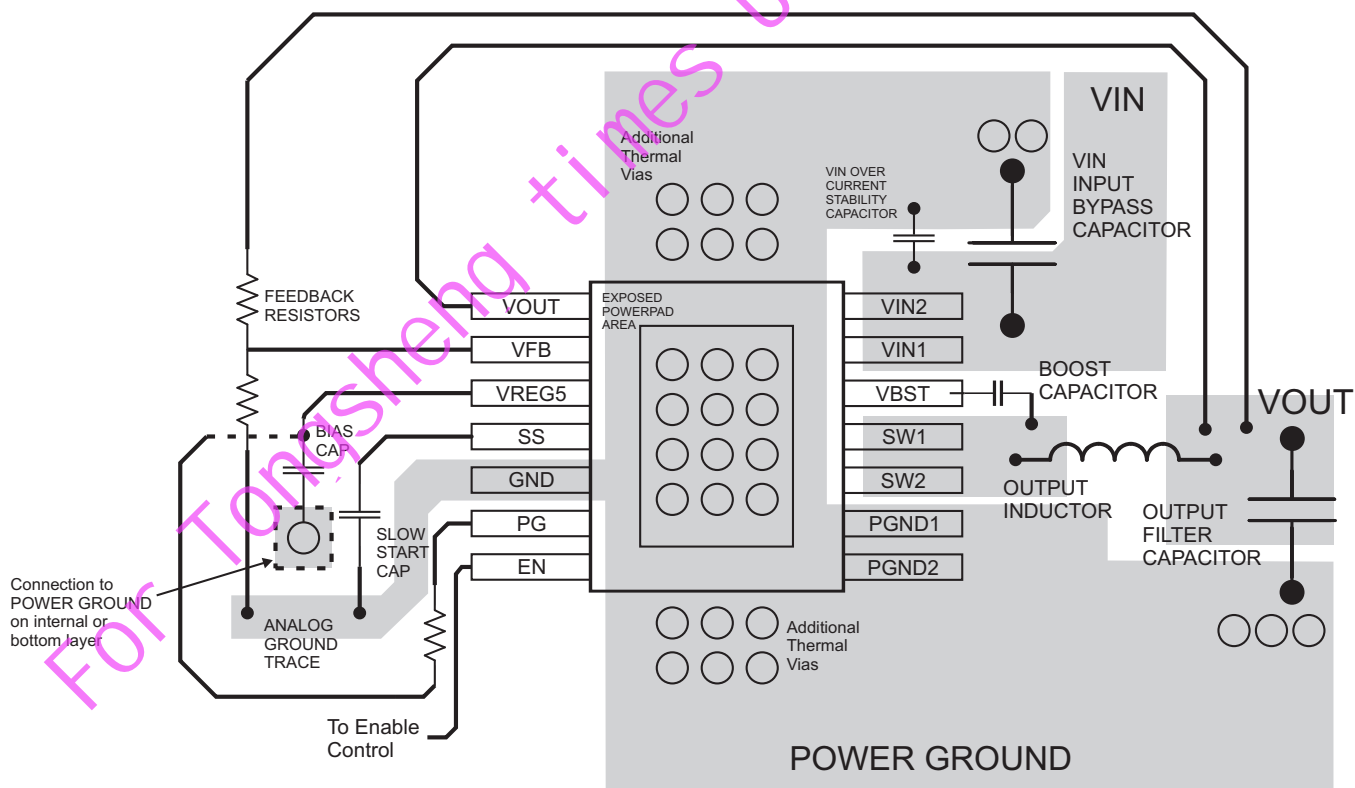 VIN
Additional
Thermal
Vias
VIN OVER
CURRENT
STABILITY
CAPACITOR
VIN
INPUT
BYPASS
CAPACITOR
FEEDBACK
RESISTORS
EXPOSED
POWERPAD
AREA
VOUT
VFB
VREG5
SS
GND
PG
EN
VIN2
VIN1
VBST
SW1
SW2
PGND1
PGND2
BOOST
CAPACITOR
VOUT
BIAS
CAP
OUTPUT
INDUCTOR
OUTPUT
FILTER
CAPACITOR
SLOW
START
CAP
Connection to
POWER GROUND
on internal or
bottom layer
ANALOG
GROUND
TRACE
Additional
Thermal
Vias
To Enable
Control
POWER GROUND
For Tongsheng times